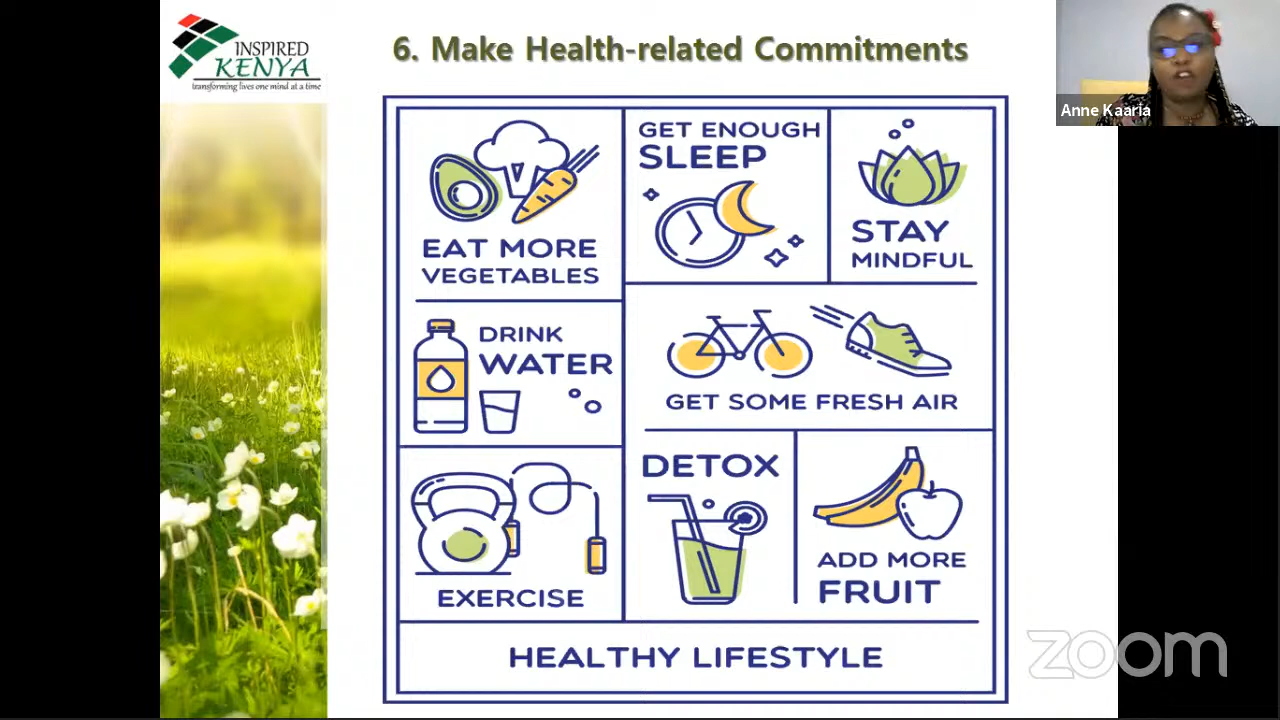 INSPIRED
KENYA
transforming lives one mind at a time
6. Make Health-related Commitments
Anne Kaaria
EAT MORE
VEGETABLES
GET ENOUGH
SLEEP
STAY
MINDFUL
DRINK
WATER
GET SOME FRESH AIR
EXERCISE
DETOX
ADD MORE
FRUIT
HEALTHY LIFESTYLE
zoom